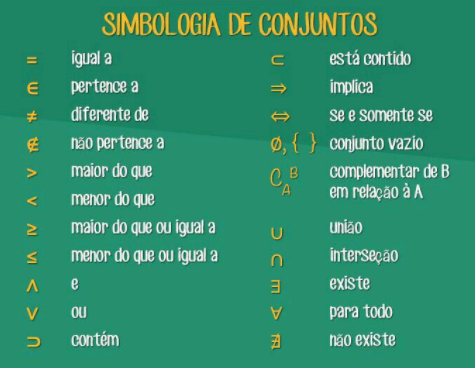 SIMBOLOGIA DE CONJUNTOS
= igual a
∈ pertence a
≠ diferente de
∉ não pertence a
> maior do que
< menor do que
≥ maior do que ou igual a
≤ menor do que ou igual a
∧ e
∨ ou
⊃ contém
⊂ está contido
⇒ implica
⇔ se e somente se
∅, { } conjunto vazio
C_A^B complementar de B
em relação à A
∪ união
∩ interseção
∃ existe
∀ para todo
∄ não existe